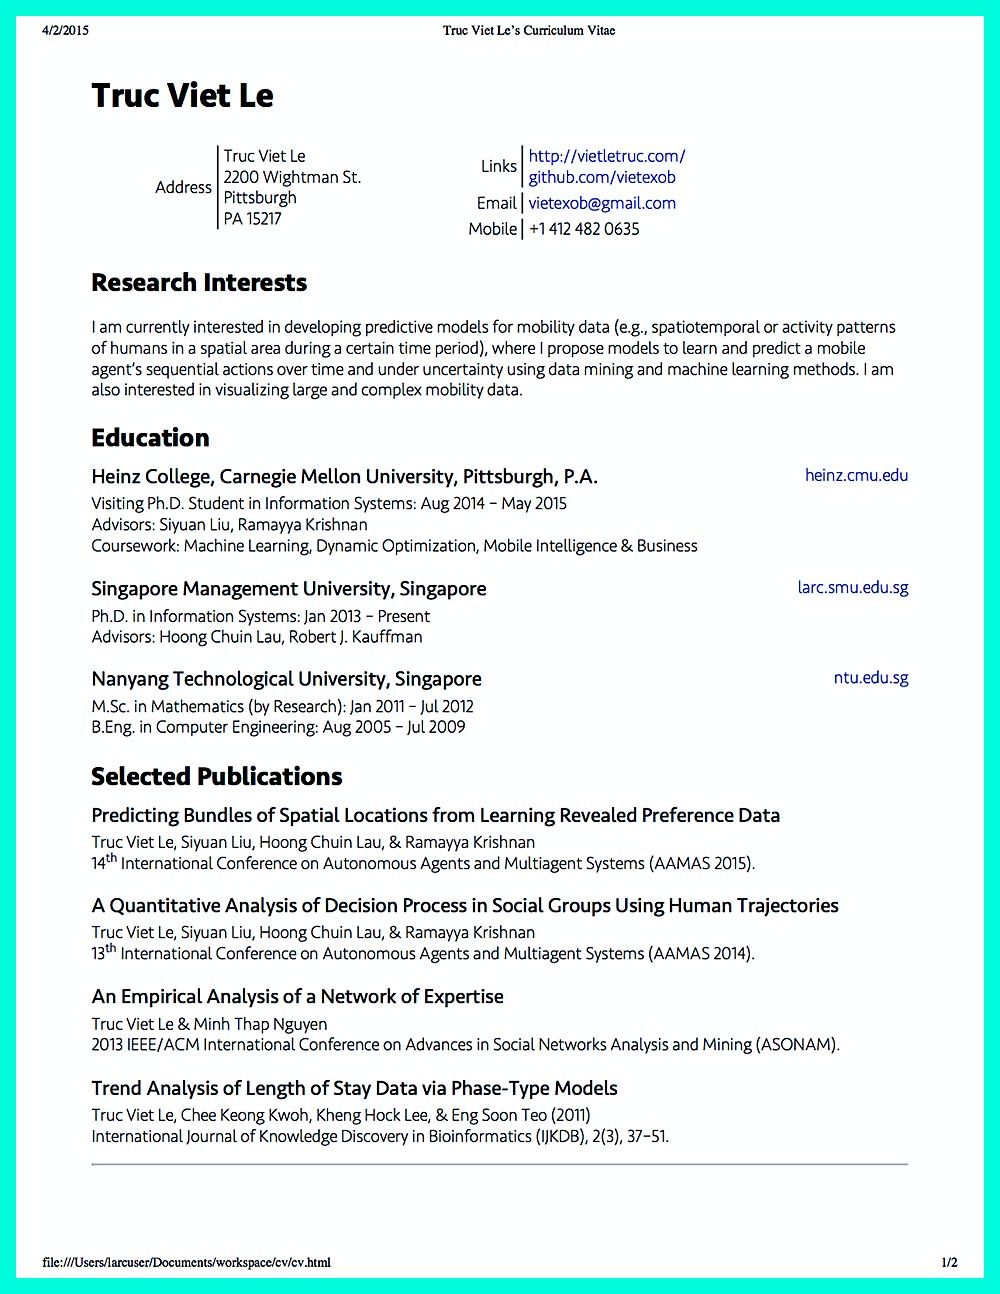 4/2/2015 Truc Viet Le's Curriculum Vitae
Truc Viet Le
Address
Truc Viet Le
2200 Wightman St.
Pittsburgh
PA 15217
Links
http://vietletruc.com/
github.com/vietexob
Email vietexob@gmail.com
Mobile +1 412 482 0635
Research Interests
I am currently interested in developing predictive models for mobility data (e.g., spatiotemporal or activity patterns
of humans in a spatial area during a certain time period), where I propose models to learn and predict a mobile
agent's sequential actions over time and under uncertainty using data mining and machine learning methods. I am
also interested in visualizing large and complex mobility data.
Education
Heinz College, Carnegie Mellon University, Pittsburgh, P.A. heinz.cmu.edu
Visiting Ph.D. Student in Information Systems: Aug 2014 – May 2015
Advisors: Siyuan Liu, Ramayya Krishnan
Coursework: Machine Learning, Dynamic Optimization, Mobile Intelligence & Business
Singapore Management University, Singapore larc.smu.edu.sg
Ph.D. in Information Systems: Jan 2013 – Present
Advisors: Hoong Chuin Lau, Robert J. Kauffman
Nanyang Technological University, Singapore ntu.edu.sg
M.Sc. in Mathematics (by Research): Jan 2011 – Jul 2012
B.Eng. in Computer Engineering: Aug 2005 – Jul 2009
Selected Publications
Predicting Bundles of Spatial Locations from Learning Revealed Preference Data
Truc Viet Le, Siyuan Liu, Hoong Chuin Lau, & Ramayya Krishnan
14th International Conference on Autonomous Agents and Multiagent Systems (AAMAS 2015).
A Quantitative Analysis of Decision Process in Social Groups Using Human Trajectories
Truc Viet Le, Siyuan Liu, Hoong Chuin Lau, & Ramayya Krishnan
13th International Conference on Autonomous Agents and Multiagent Systems (AAMAS 2014).
An Empirical Analysis of a Network of Expertise
Truc Viet Le & Minh Thap Nguyen
2013 IEEE/ACM International Conference on Advances in Social Networks Analysis and Mining (ASONAM).
Trend Analysis of Length of Stay Data via Phase-Type Models
Truc Viet Le, Chee Keong Kwoh, Kheng Hock Lee, & Eng Soon Teo (2011)
International Journal of Knowledge Discovery in Bioinformatics (IJKDB), 2(3), 37–51.
file:///Users/larcuser/Documents/workspace/cv/cv.html 1/2